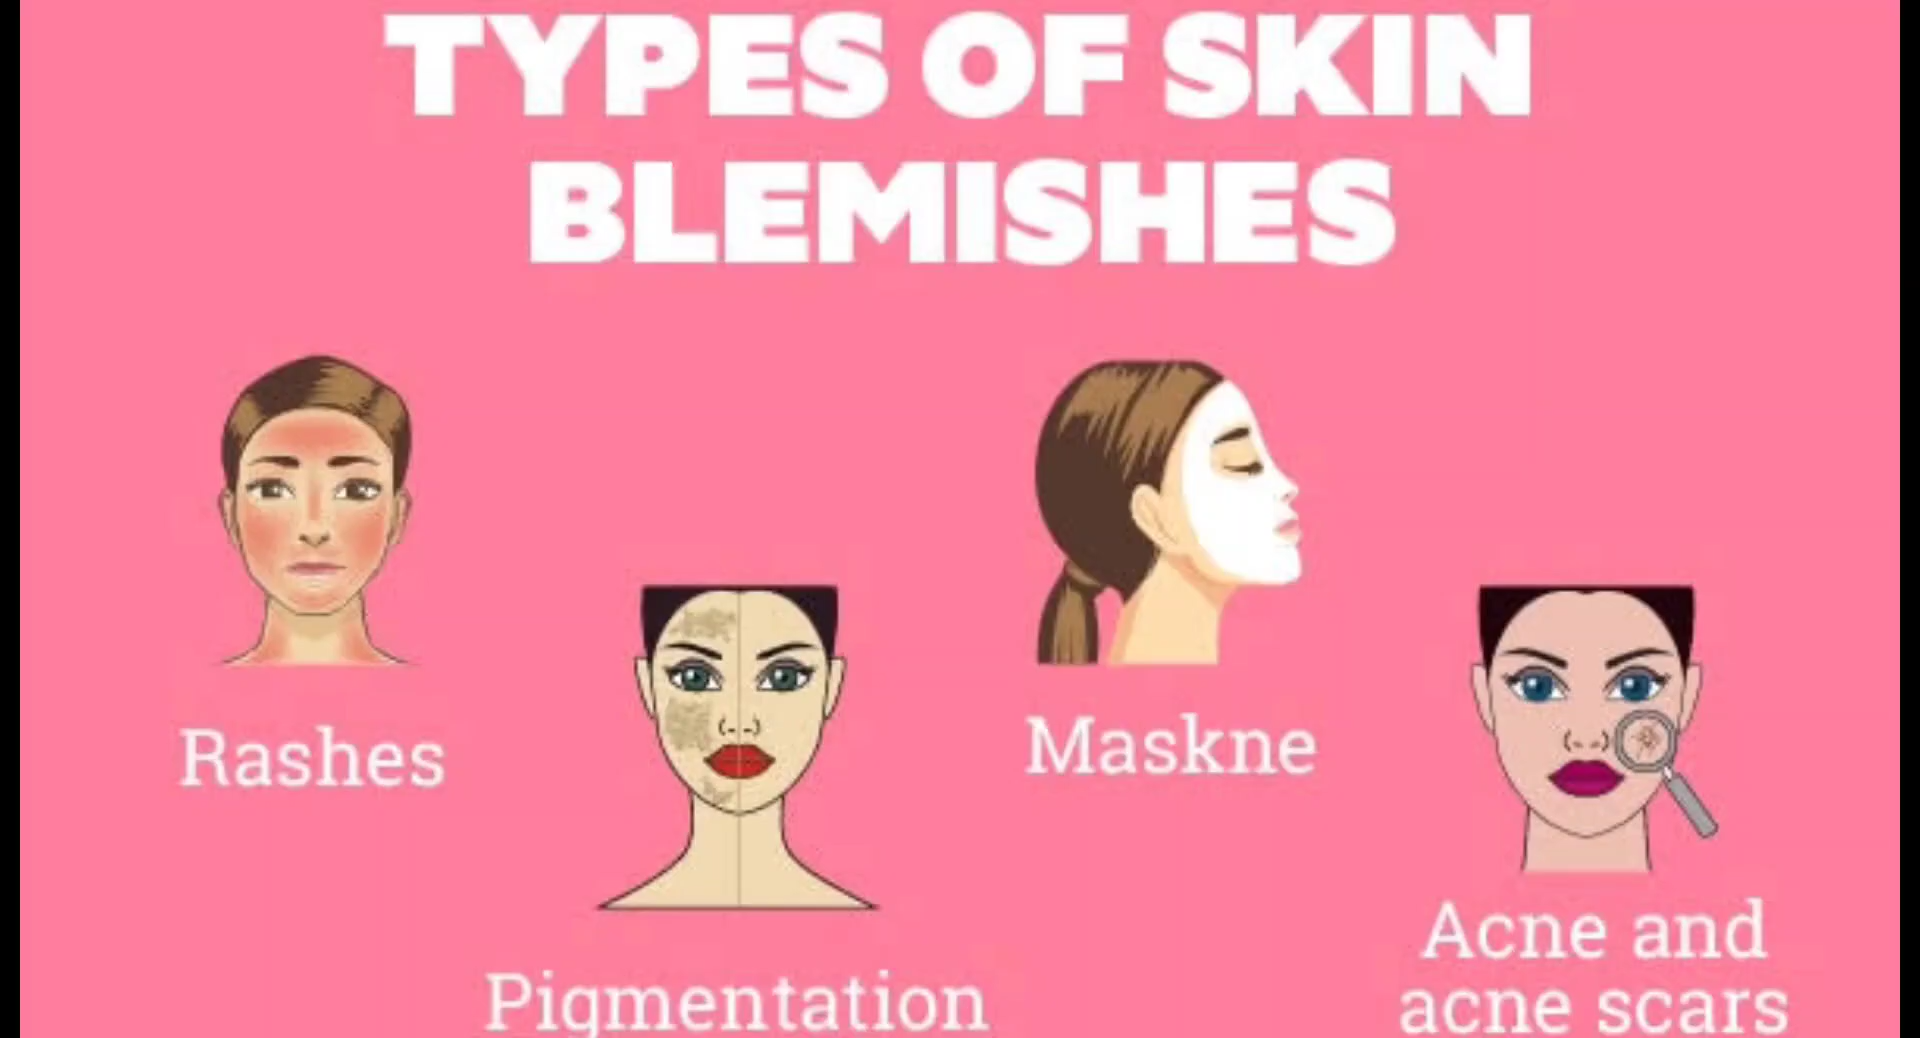 TYPES OF SKIN
BLEMISHES
Rashes
Pigmentation
Maskne
Acne and
acne scars